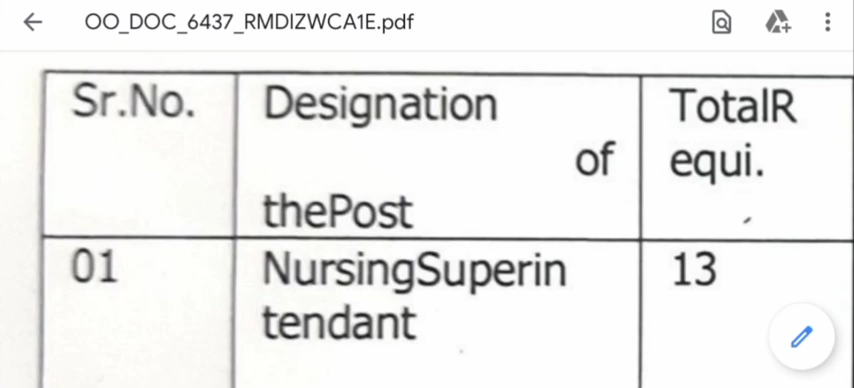 OO_DOC_6437_RMDIZWCA1E.pdf
Sr.No.
Designation
of
thePost
TotalR
equi.
01
NursingSuperin
tendant
13